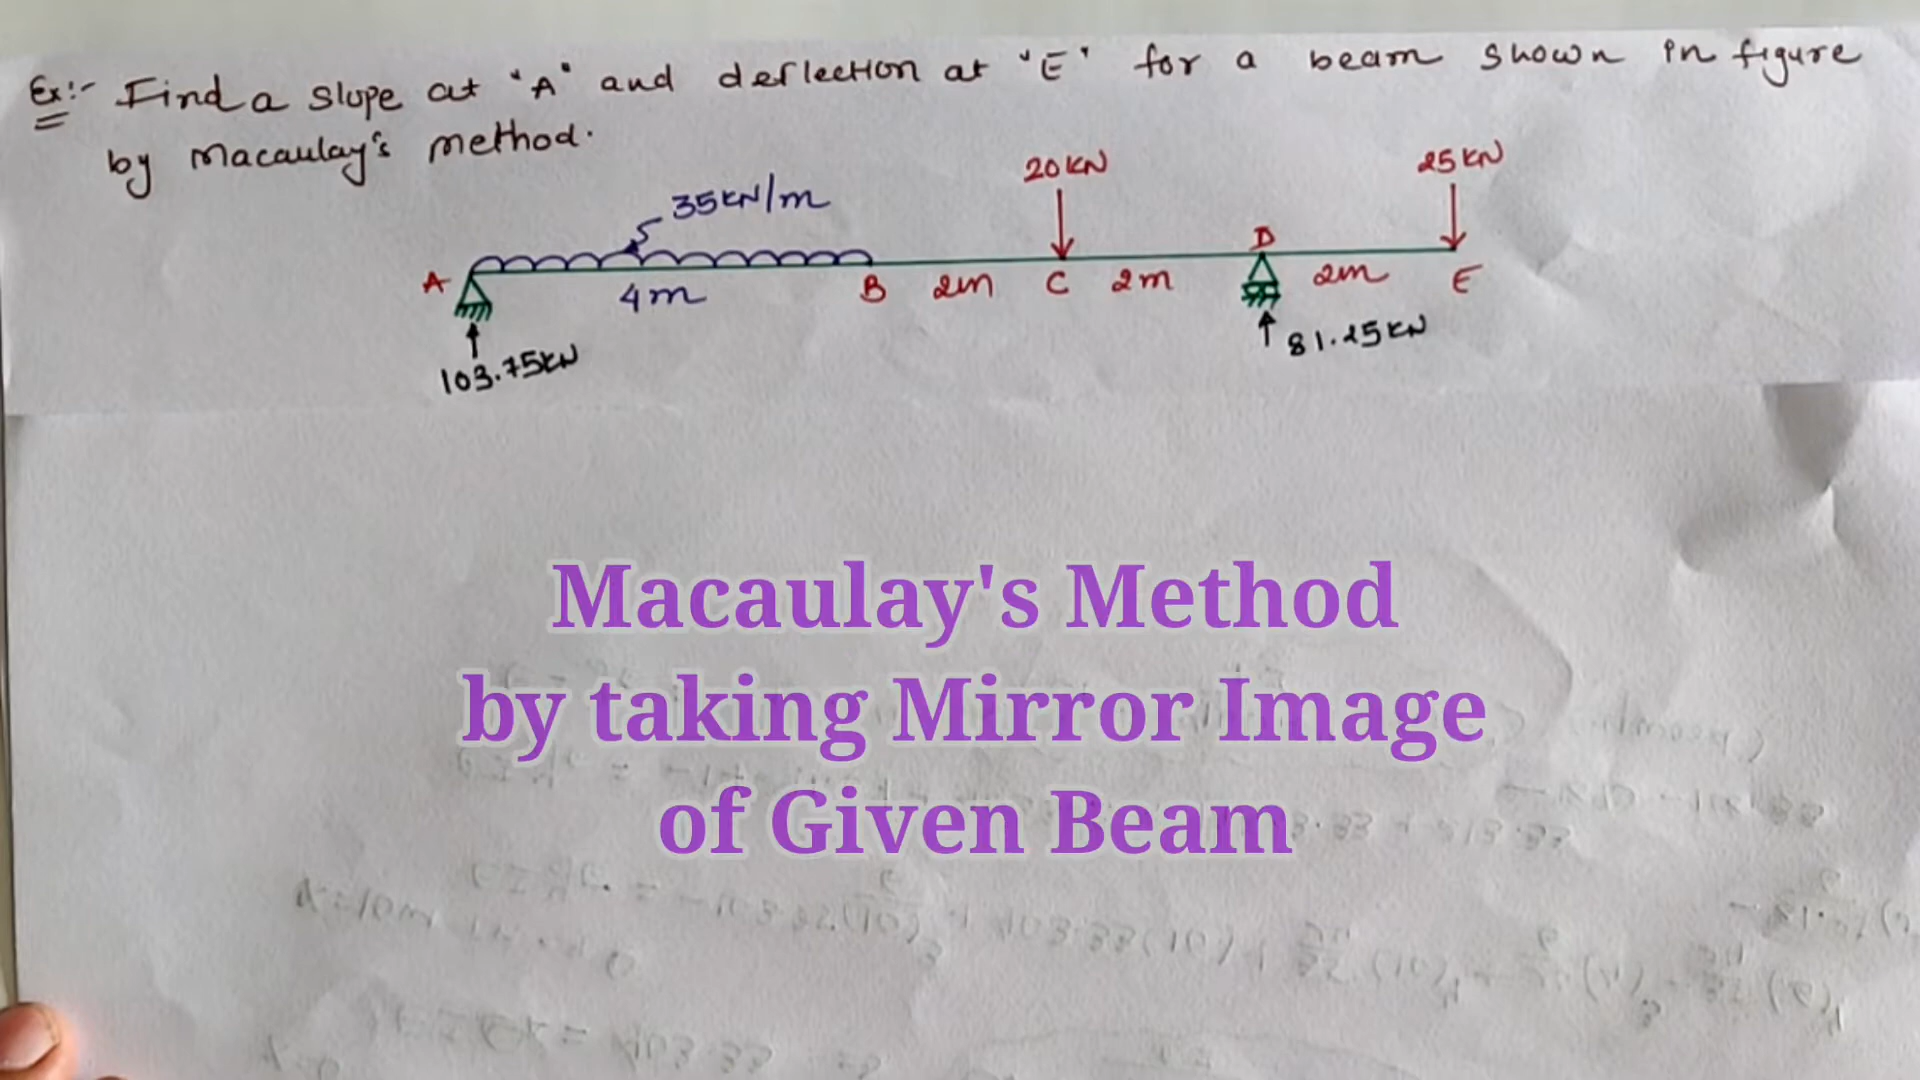 Ex:- Find a slope at "A" and deflection at "E" for a beam shown in figure
by Macaulay's method.
20KN
25KN
35KN/m
D
A
4m
B
2m
C
2m
2m
E
103.75KN
81.25KN
Macaulay's Method
by taking Mirror Image
of Given Beam